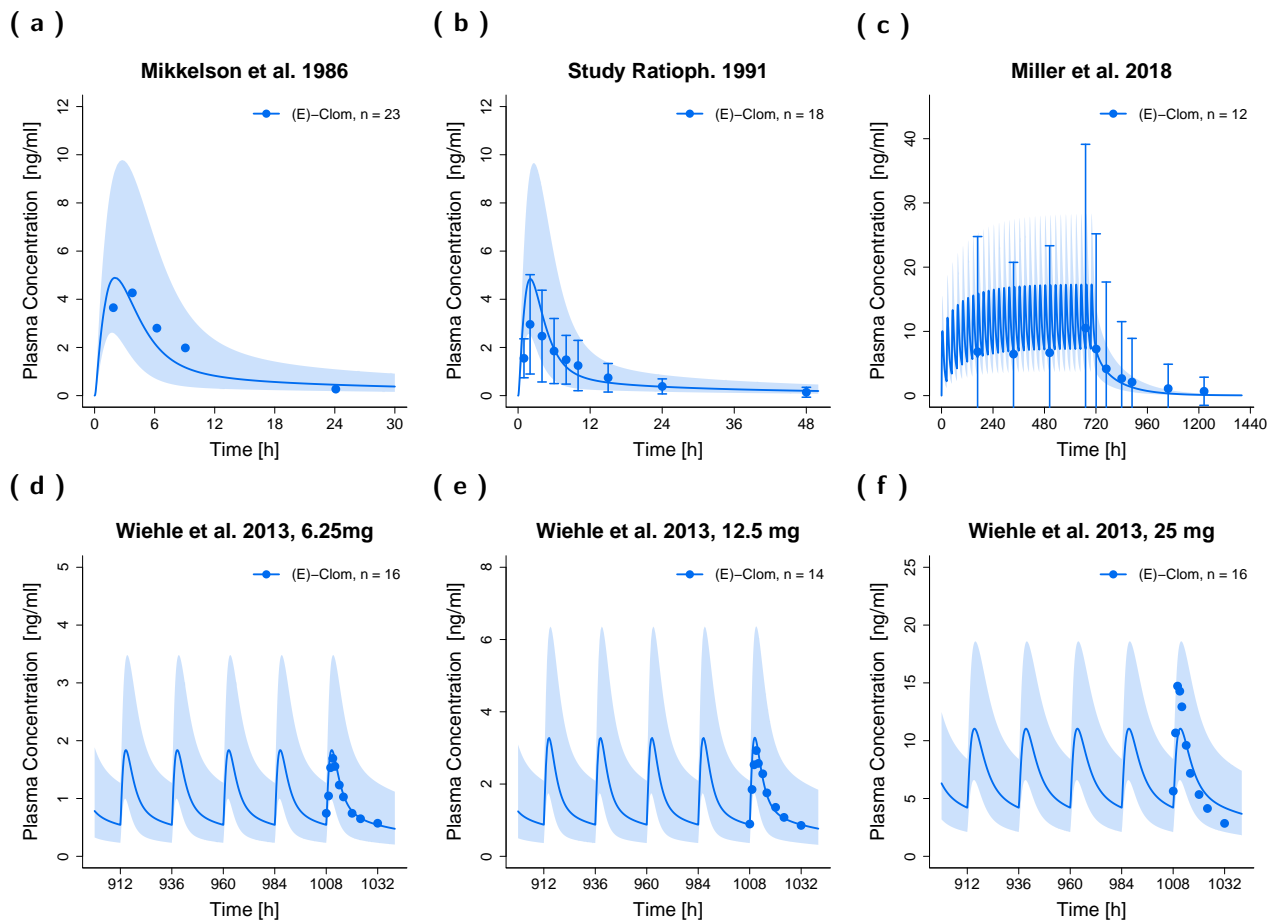 ( a )
Mikkelson et al. 1986
(E)−Clom, n = 23
Plasma Concentration [ng/ml]
12
10
8
6
4
2
0
0 6 12 18 24 30
Time [h]
( b )
Study Ratioph. 1991
(E)−Clom, n = 18
Plasma Concentration [ng/ml]
12
10
8
6
4
2
0
0 12 24 36 48
Time [h]
( c )
Miller et al. 2018
(E)−Clom, n = 12
Plasma Concentration [ng/ml]
40
30
20
10
0
0 240 480 720 960 1200 1440
Time [h]
( d )
Wiehle et al. 2013, 6.25mg
(E)−Clom, n = 16
Plasma Concentration [ng/ml]
5
4
3
2
1
0
912 936 960 984 1008 1032
Time [h]
( e )
Wiehle et al. 2013, 12.5 mg
(E)−Clom, n = 14
Plasma Concentration [ng/ml]
8
6
4
2
0
912 936 960 984 1008 1032
Time [h]
( f )
Wiehle et al. 2013, 25 mg
(E)−Clom, n = 16
Plasma Concentration [ng/ml]
25
20
15
10
5
0
912 936 960 984 1008 1032
Time [h]